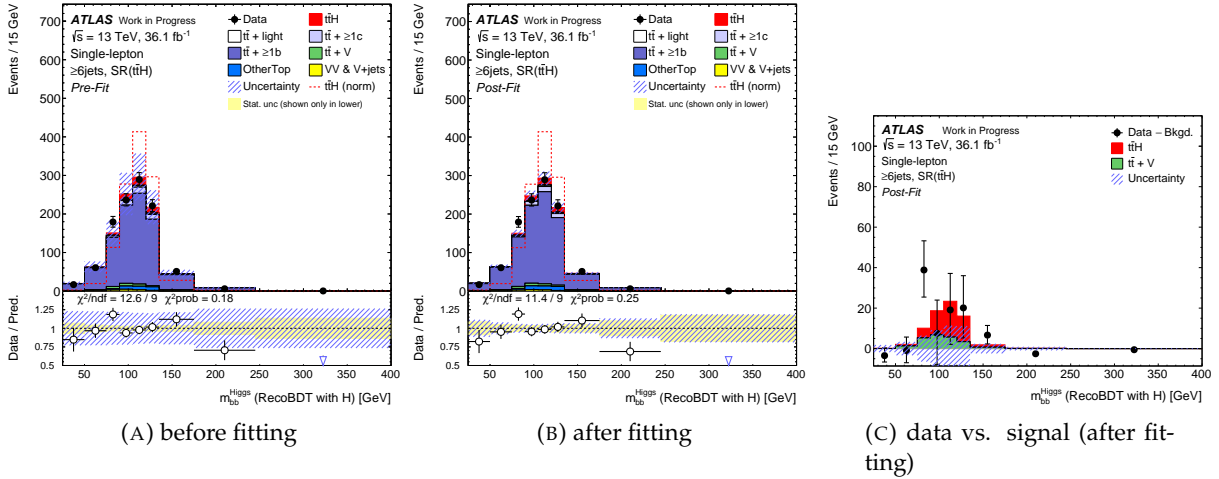 ATLAS Work in Progress
√s = 13 TeV, 36.1 fb⁻¹
Single-lepton
≥6jets, SR(tt̄H)
Pre-Fit
Data
tt̄H
tt̄ + light
tt̄ + ≥1c
tt̄ + ≥1b
tt̄ + V
OtherTop
VV & V+jets
Uncertainty
tt̄H (norm)
Stat. unc (shown only in lower)
Events / 15 GeV
700
600
500
400
300
200
100
0
χ²/ndf = 12.6 / 9 χ²prob = 0.18
Data / Pred.
1.25
1
0.75
0.5
50 100 150 200 250 300 350 400
m_bb^Higgs (RecoBDT with H) [GeV]
(A) before fitting
ATLAS Work in Progress
√s = 13 TeV, 36.1 fb⁻¹
Single-lepton
≥6jets, SR(tt̄H)
Post-Fit
Data
tt̄H
tt̄ + light
tt̄ + ≥1c
tt̄ + ≥1b
tt̄ + V
OtherTop
VV & V+jets
Uncertainty
tt̄H (norm)
Stat. unc (shown only in lower)
Events / 15 GeV
700
600
500
400
300
200
100
0
χ²/ndf = 11.4 / 9 χ²prob = 0.25
Data / Pred.
1.25
1
0.75
0.5
50 100 150 200 250 300 350 400
m_bb^Higgs (RecoBDT with H) [GeV]
(B) after fitting
ATLAS Work in Progress
√s = 13 TeV, 36.1 fb⁻¹
Single-lepton
≥6jets, SR(tt̄H)
Post-Fit
Data − Bkgd.
tt̄H
tt̄ + V
Uncertainty
Events / 15 GeV
100
80
60
40
20
0
50 100 150 200 250 300 350 400
m_bb^Higgs (RecoBDT with H) [GeV]
(C) data vs. signal (after fit-
ting)